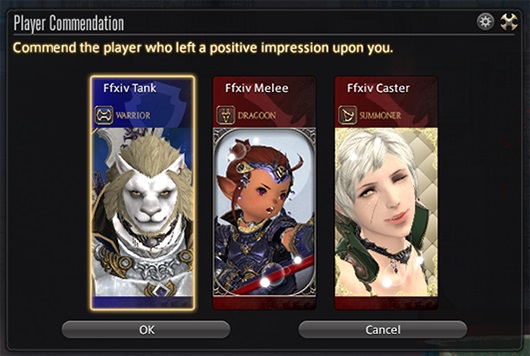 Player Commendation
Commend the player who left a positive impression upon you.
Ffxiv Tank
WARRIOR
Ffxiv Melee
DRAGOON
Ffxiv Caster
SUMMONER
OK
Cancel